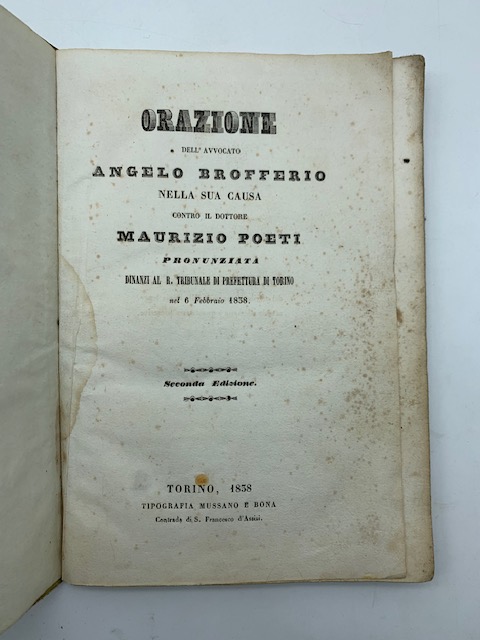 ORAZIONE
DELL' AVVOCATO
ANGELO BROFFERIO
NELLA SUA CAUSA
CONTRO IL DOTTORE
MAURIZIO POETI
PRONUNZIATA
DINANZI AL R. TRIBUNALE DI PREFETTURA DI TORINO
nel 6 Febbraio 1838.
Seconda Edizione.
TORINO, 1838
TIPOGRAFIA MUSSANO E BONA
Contrada di S. Francesco d'Assisi.